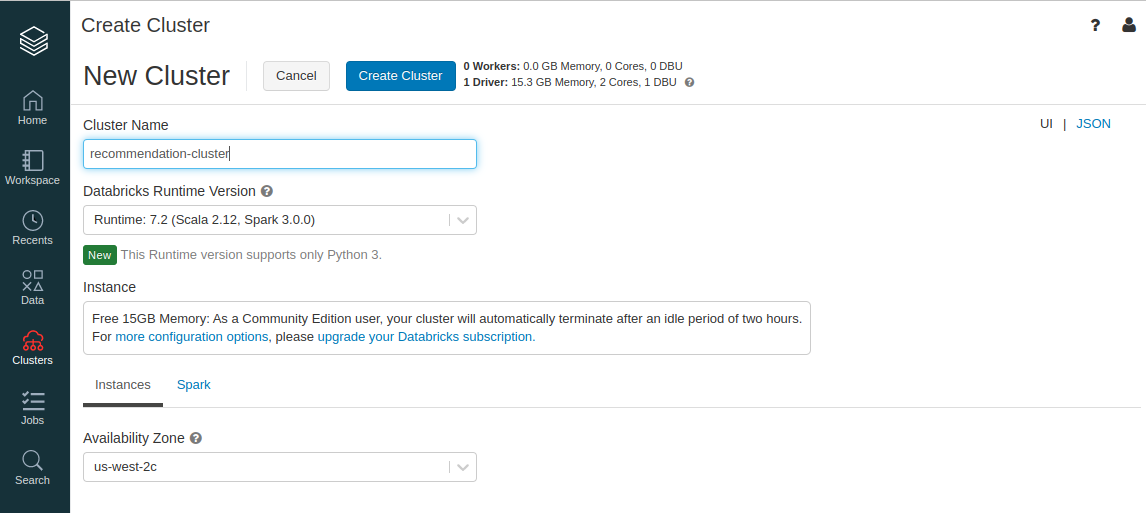 Create Cluster
?
New Cluster
Cancel
Create Cluster
0 Workers: 0.0 GB Memory, 0 Cores, 0 DBU
1 Driver: 15.3 GB Memory, 2 Cores, 1 DBU ?
Home
Workspace
Recents
Data
Clusters
Jobs
Search
Cluster Name
UI | JSON
recommendation-cluster
Databricks Runtime Version ?
Runtime: 7.2 (Scala 2.12, Spark 3.0.0)
New This Runtime version supports only Python 3.
Instance
Free 15GB Memory: As a Community Edition user, your cluster will automatically terminate after an idle period of two hours.
For more configuration options, please upgrade your Databricks subscription.
Instances
Spark
Availability Zone ?
us-west-2c